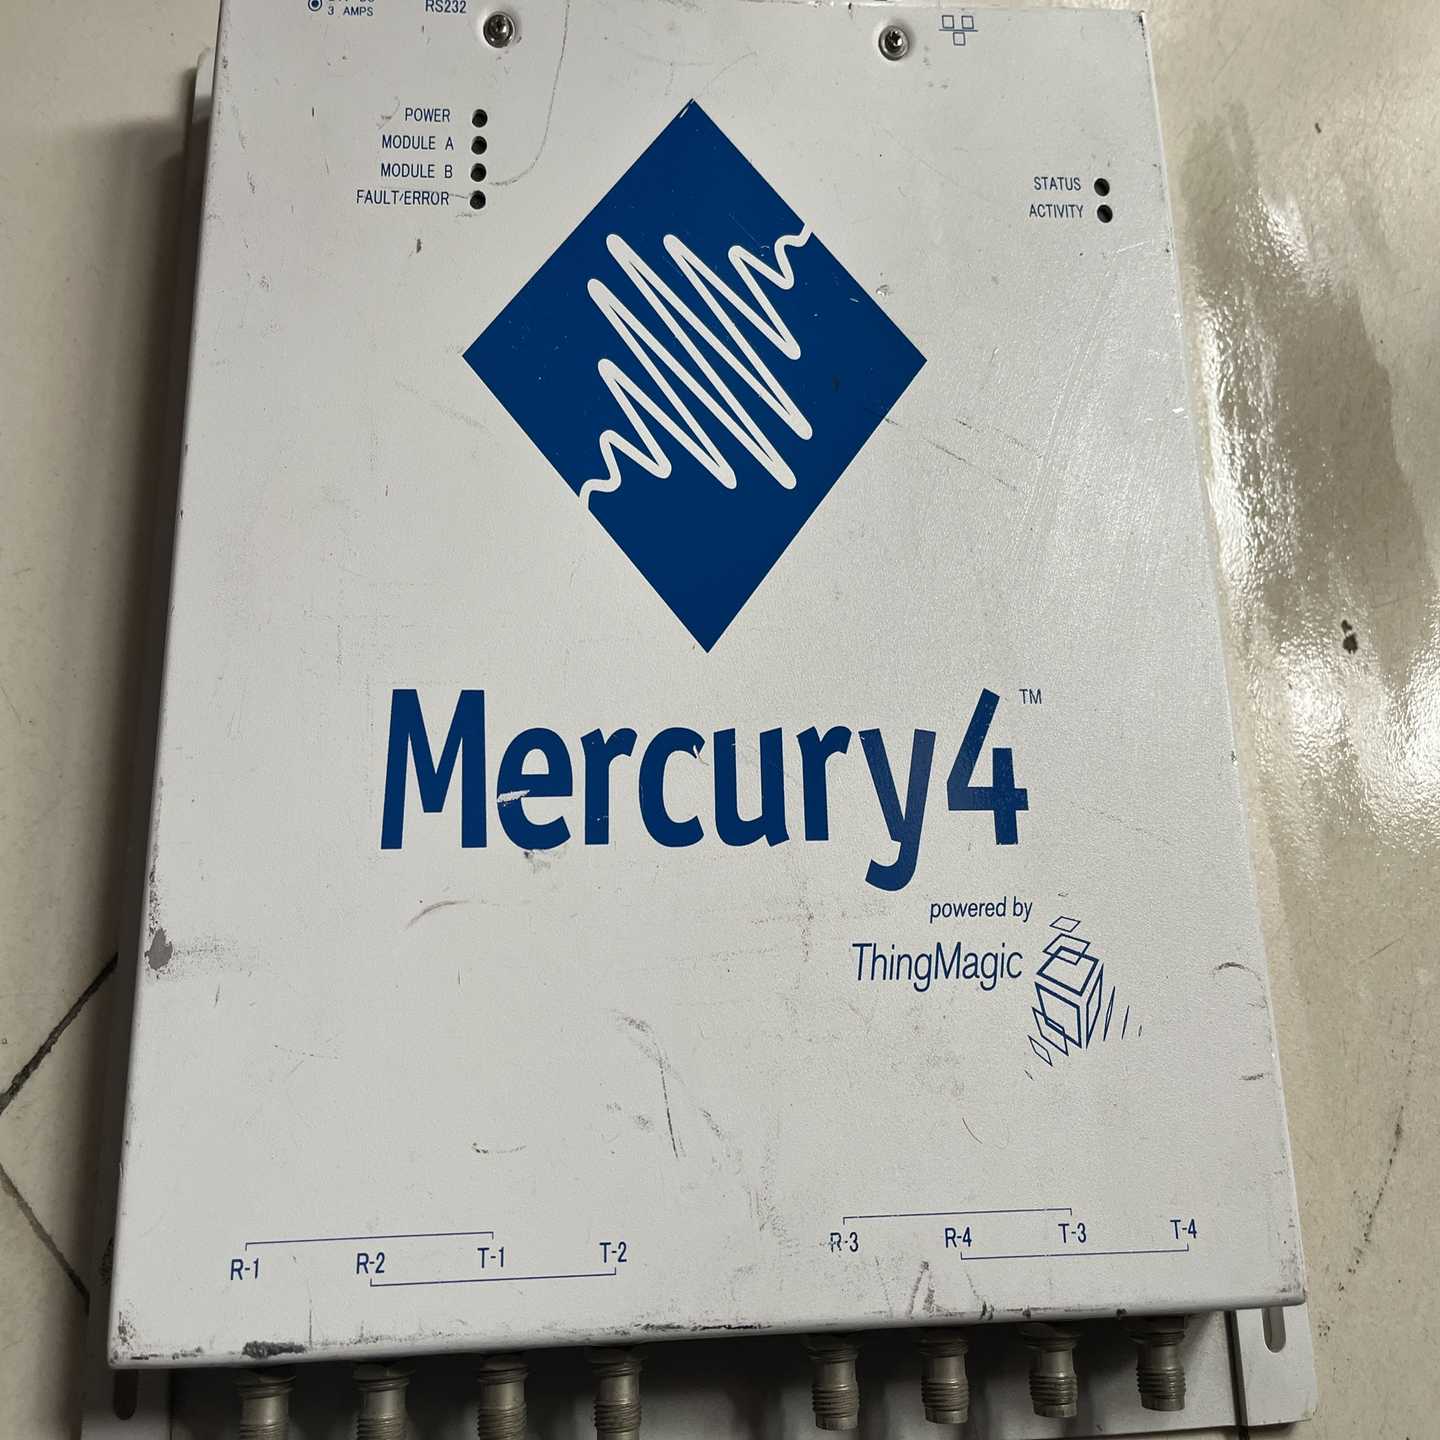 3 AMPS
RS232
POWER
MODULE A
MODULE B
FAULT/ERROR
STATUS
ACTIVITY
Mercury4™
powered by
ThingMagic
R-1 R-2 T-1 T-2 R-3 R-4 T-3 T-4